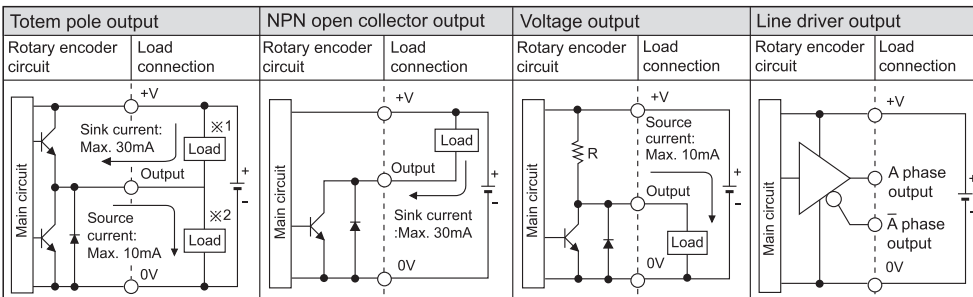 Totem pole output
Rotary encoder circuit
Load connection
Main circuit
+V
Sink current:
Max. 30mA
※1
Load
Output
+
-
Source
current:
Max. 10mA
※2
Load
0V
NPN open collector output
Rotary encoder circuit
Load connection
Main circuit
+V
Load
Output
+
-
Sink current
:Max. 30mA
0V
Voltage output
Rotary encoder circuit
Load connection
Main circuit
+V
Source
current:
Max. 10mA
R
Output
+
-
Load
0V
Line driver output
Rotary encoder circuit
Load connection
Main circuit
+V
A phase
output
+
-
A̅ phase
output
0V